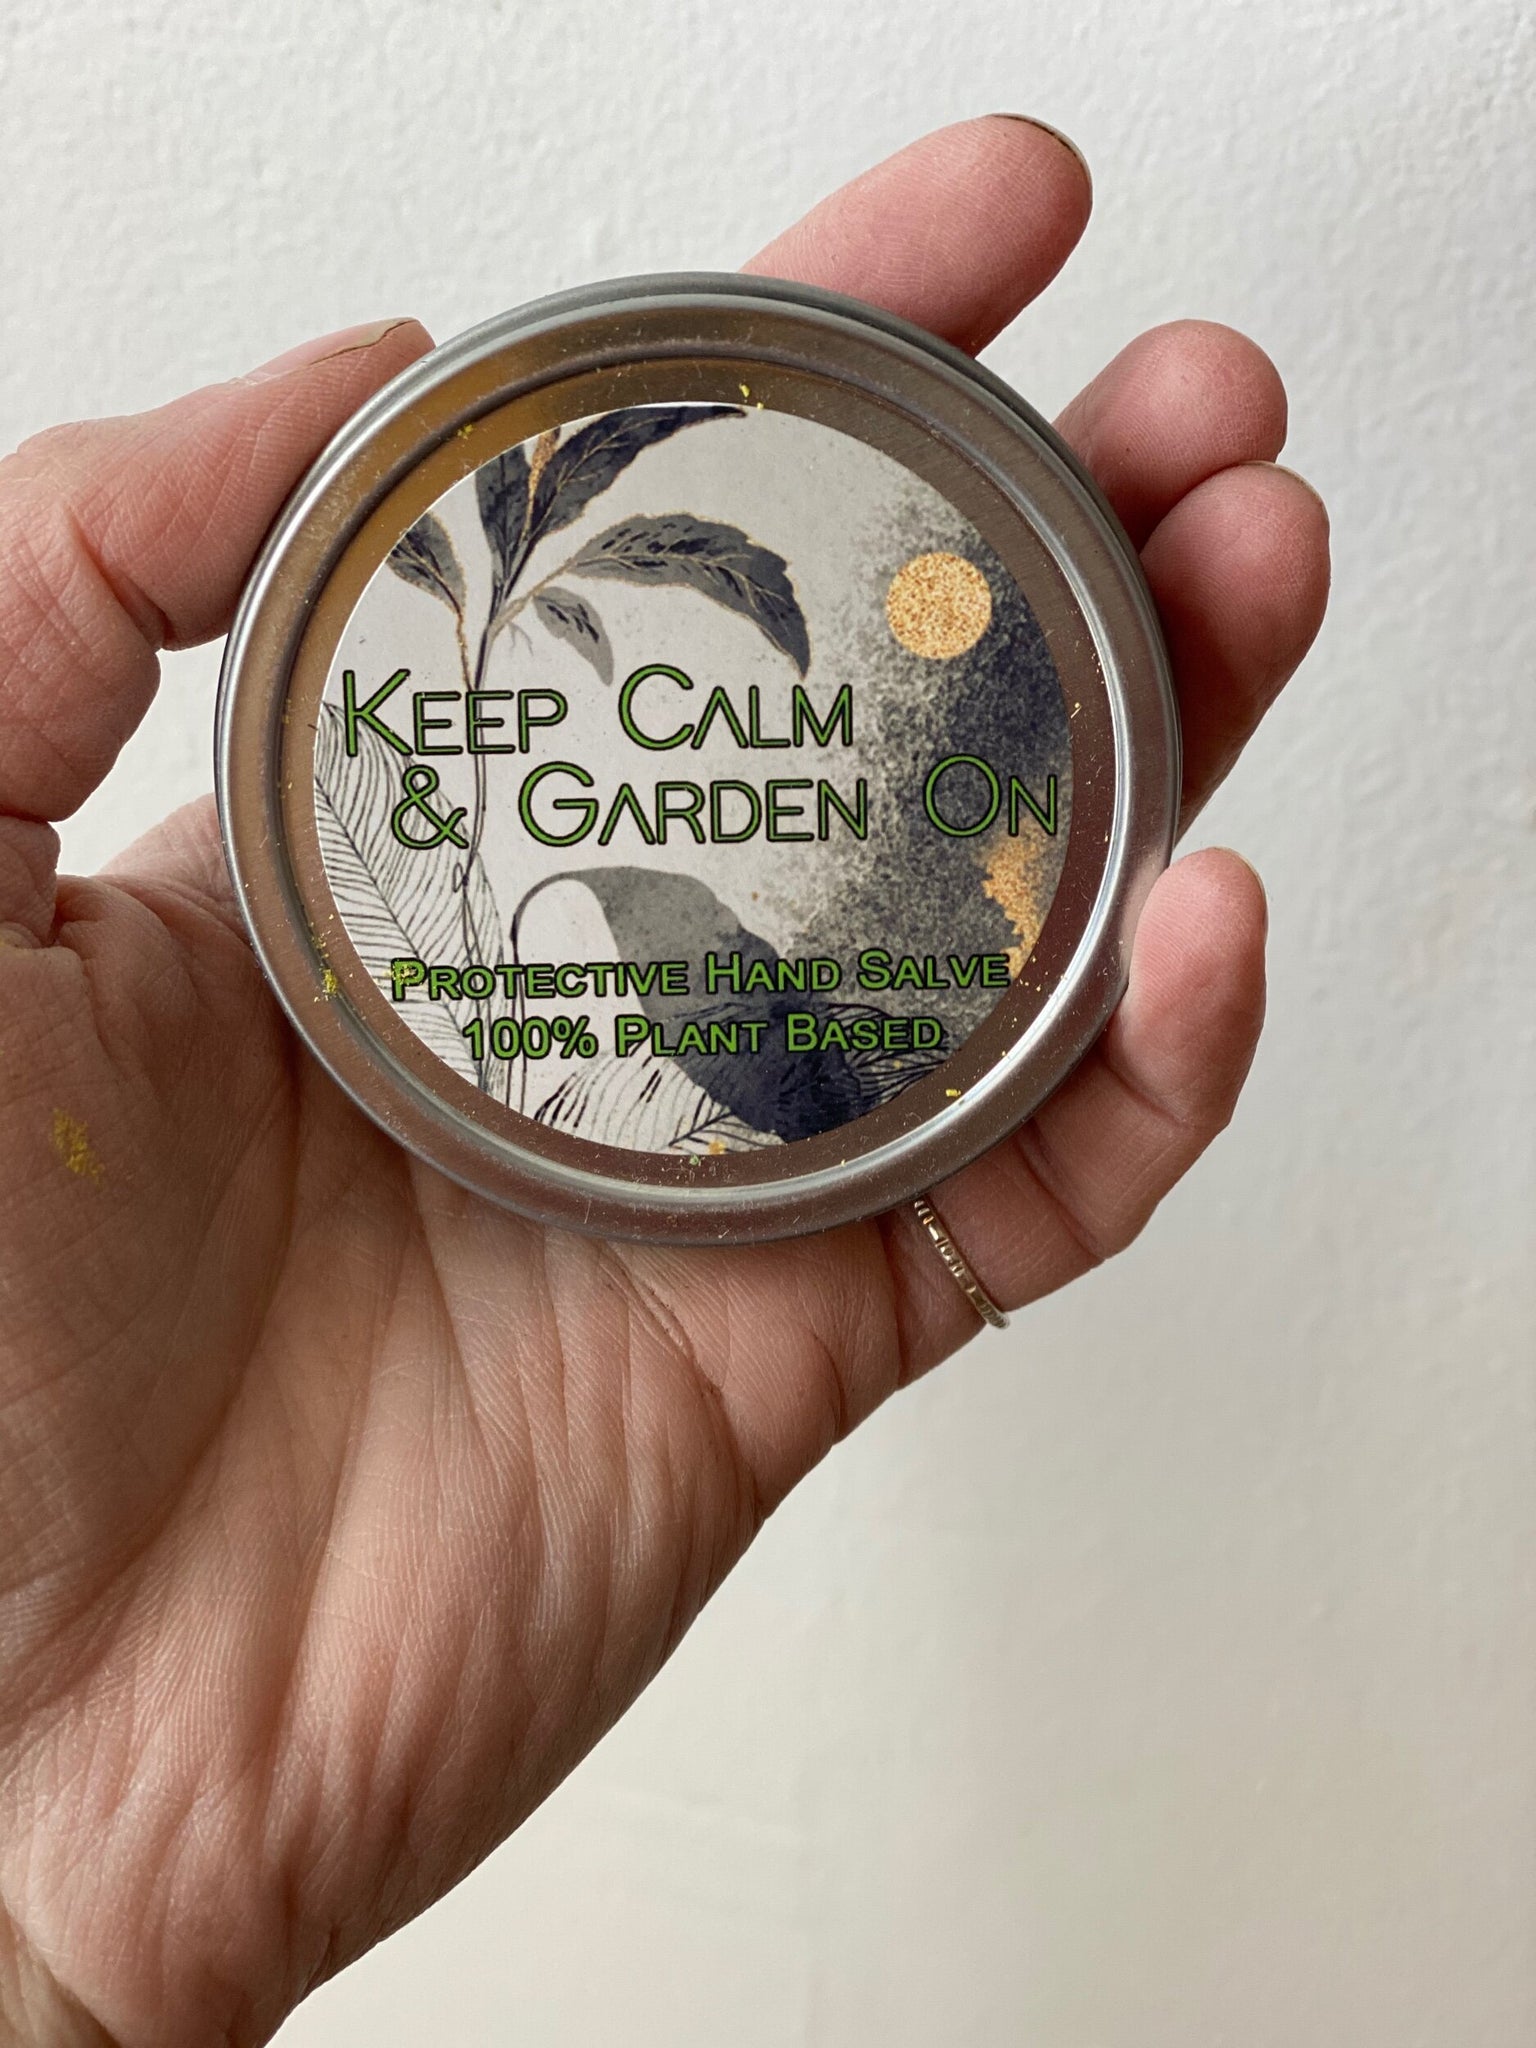 Keep Calm
& Garden On
Protective Hand Salve
100% Plant Based